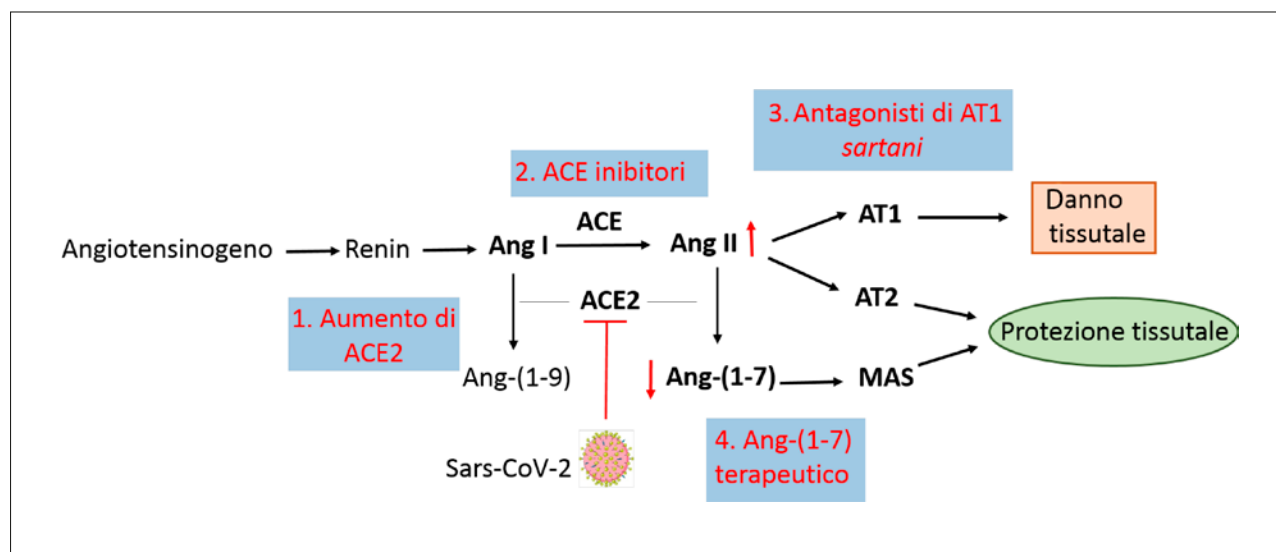 3. Antagonisti di AT1
sartani
2. ACE inibitori
Angiotensinogeno
Renin
Ang I
ACE
Ang II
AT1
Danno
tissutale
1. Aumento di
ACE2
ACE2
AT2
Protezione tissutale
Ang-(1-9)
Ang-(1-7)
MAS
Sars-CoV-2
4. Ang-(1-7)
terapeutico